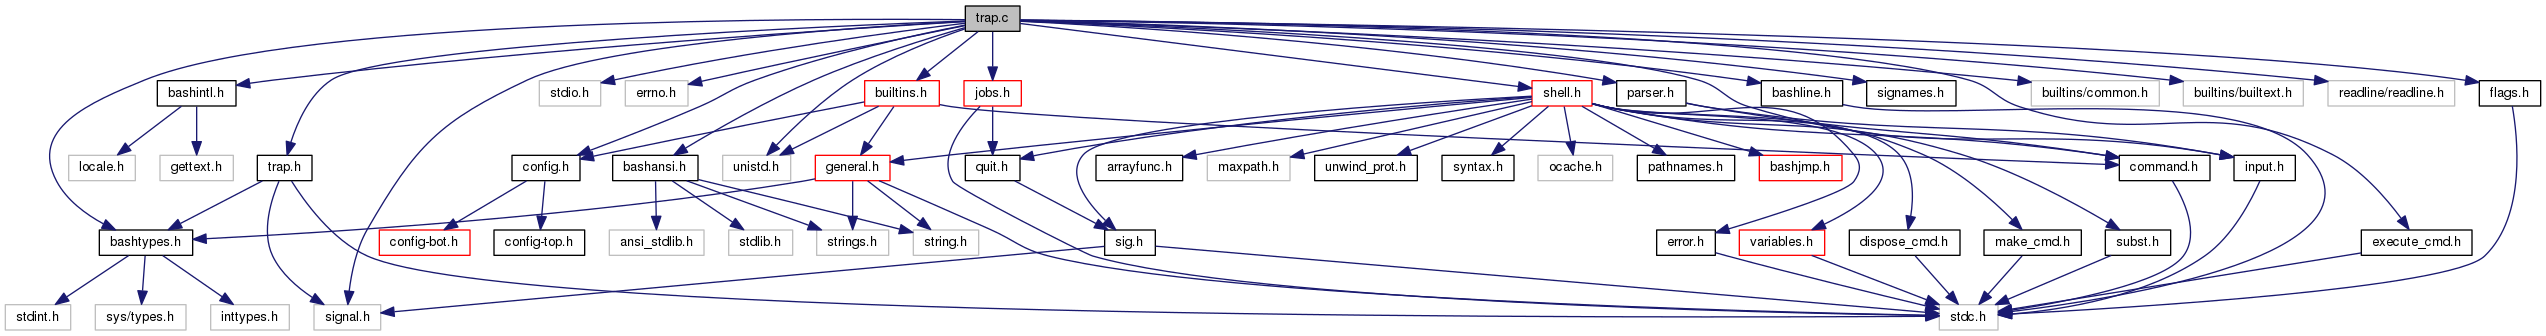 trap.c
bashintl.h
stdio.h
errno.h
builtins.h
jobs.h
shell.h
parser.h
bashline.h
signames.h
builtins/common.h
builtins/builtext.h
readline/readline.h
flags.h
locale.h
gettext.h
trap.h
config.h
bashansi.h
unistd.h
general.h
quit.h
arrayfunc.h
maxpath.h
unwind_prot.h
syntax.h
ocache.h
pathnames.h
bashjmp.h
command.h
input.h
bashtypes.h
config-bot.h
config-top.h
ansi_stdlib.h
stdlib.h
strings.h
string.h
sig.h
error.h
variables.h
dispose_cmd.h
make_cmd.h
subst.h
execute_cmd.h
stdint.h
sys/types.h
inttypes.h
signal.h
stdc.h